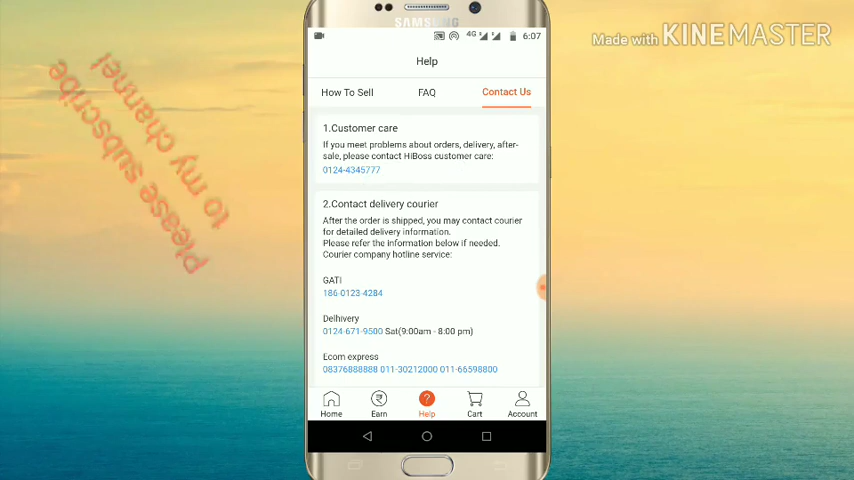 SAMSUNG
4G
6:07
Made with KINEMASTER
Help
How To Sell
FAQ
Contact Us
Please subscribe
to my channel
1.Customer care
If you meet problems about orders, delivery, after-
sale, please contact HiBoss customer care:
0124-4345777
2.Contact delivery courier
After the order is shipped, you may contact courier
for detailed delivery information.
Please refer the information below if needed.
Courier company hotline service:
GATI
186-0123-4284
Delhivery
0124-671-9500 Sat(9:00am - 8:00 pm)
Ecom express
08376888888 011-30212000 011-66598800
Home
Earn
Help
Cart
Account